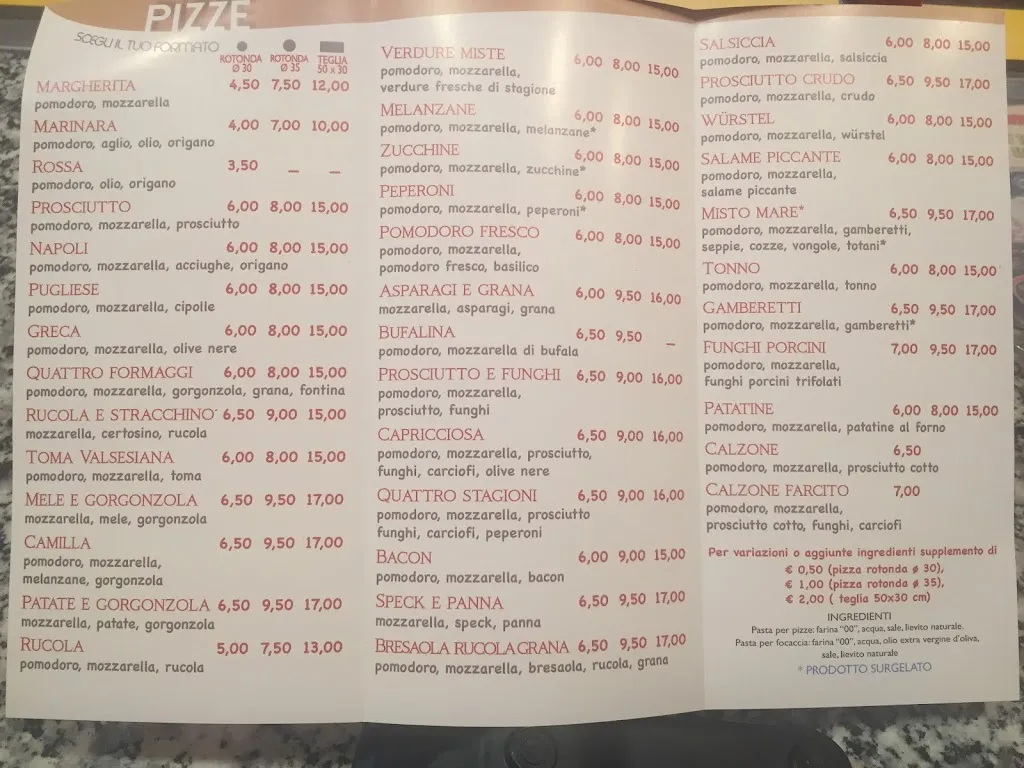 PIZZE
SCEGLI IL TUO FORMATO
ROTONDA ROTONDA TEGLIA
Ø 30 Ø 35 50 x 30
MARGHERITA 4,50 7,50 12,00
pomodoro, mozzarella
MARINARA 4,00 7,00 10,00
pomodoro, aglio, olio, origano
ROSSA 3,50 _ _
pomodoro, olio, origano
PROSCIUTTO 6,00 8,00 15,00
pomodoro, mozzarella, prosciutto
NAPOLI 6,00 8,00 15,00
pomodoro, mozzarella, acciughe, origano
PUGLIESE 6,00 8,00 15,00
pomodoro, mozzarella, cipolle
GRECA 6,00 8,00 15,00
pomodoro, mozzarella, olive nere
QUATTRO FORMAGGI 6,00 8,00 15,00
pomodoro, mozzarella, gorgonzola, grana, fontina
RUCOLA E STRACCHINO 6,50 9,00 15,00
mozzarella, certosino, rucola
TOMA VALSESIANA 6,00 8,00 15,00
pomodoro, mozzarella, toma
MELE E GORGONZOLA 6,50 9,50 17,00
mozzarella, mele, gorgonzola
CAMILLA 6,50 9,50 17,00
pomodoro, mozzarella,
melanzane, gorgonzola
PATATE E GORGONZOLA 6,50 9,50 17,00
mozzarella, patate, gorgonzola
RUCOLA 5,00 7,50 13,00
pomodoro, mozzarella, rucola
VERDURE MISTE 6,00 8,00 15,00
pomodoro, mozzarella,
verdure fresche di stagione
MELANZANE 6,00 8,00 15,00
pomodoro, mozzarella, melanzane*
ZUCCHINE 6,00 8,00 15,00
pomodoro, mozzarella, zucchine*
PEPERONI 6,00 8,00 15,00
pomodoro, mozzarella, peperoni*
POMODORO FRESCO 6,00 8,00 15,00
pomodoro, mozzarella,
pomodoro fresco, basilico
ASPARAGI E GRANA 6,00 9,50 16,00
mozzarella, asparagi, grana
BUFALINA 6,50 9,50 _
pomodoro, mozzarella di bufala
PROSCIUTTO E FUNGHI 6,50 9,00 16,00
pomodoro, mozzarella,
prosciutto, funghi
CAPRICCIOSA 6,50 9,00 16,00
pomodoro, mozzarella, prosciutto,
funghi, carciofi, olive nere
QUATTRO STAGIONI 6,50 9,00 16,00
pomodoro, mozzarella, prosciutto
funghi, carciofi, peperoni
BACON 6,00 9,00 15,00
pomodoro, mozzarella, bacon
SPECK E PANNA 6,50 9,50 17,00
mozzarella, speck, panna
BRESAOLA RUCOLA GRANA 6,50 9,50 17,00
pomodoro, mozzarella, bresaola, rucola, grana
SALSICCIA 6,00 8,00 15,00
pomodoro, mozzarella, salsiccia
PROSCIUTTO CRUDO 6,50 9,50 17,00
pomodoro, mozzarella, crudo
WÜRSTEL 6,00 8,00 15,00
pomodoro, mozzarella, würstel
SALAME PICCANTE 6,00 8,00 15,00
pomodoro, mozzarella,
salame piccante
MISTO MARE* 6,50 9,50 17,00
pomodoro, mozzarella, gamberetti,
seppie, cozze, vongole, totani*
TONNO 6,00 8,00 15,00
pomodoro, mozzarella, tonno
GAMBERETTI 6,50 9,50 17,00
pomodoro, mozzarella, gamberetti*
FUNGHI PORCINI 7,00 9,50 17,00
pomodoro, mozzarella,
funghi porcini trifolati
PATATINE 6,00 8,00 15,00
pomodoro, mozzarella, patatine al forno
CALZONE 6,50
pomodoro, mozzarella, prosciutto cotto
CALZONE FARCITO 7,00
pomodoro, mozzarella,
prosciutto cotto, funghi, carciofi
Per variazioni o aggiunte ingredienti supplemento di
€ 0,50 (pizza rotonda ø 30),
€ 1,00 (pizza rotonda ø 35),
€ 2,00 ( teglia 50x30 cm)
INGREDIENTI
Pasta per pizze: farina "00", acqua, sale, lievito naturale.
Pasta per focaccia: farina "00", acqua, olio extra vergine d'oliva,
sale, lievito naturale
* PRODOTTO SURGELATO